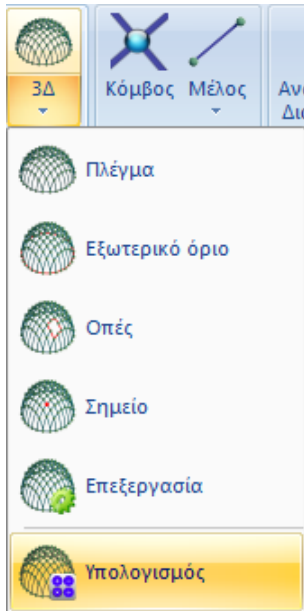 3Δ
Κόμβος Μέλος
Πλέγμα
Εξωτερικό όριο
Οπές
Σημείο
Επεξεργασία
Υπολογισμός